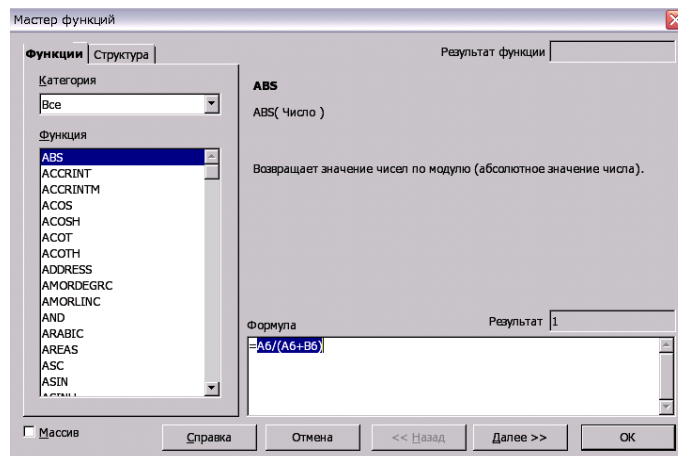 Мастер функций
Функции
Структура
Результат функции
Категория
Все
Функция
ABS
ACCRINT
ACCRINTM
ACOS
ACOSH
ACOT
ACOTH
ADDRESS
AMORDEGRC
AMORLINC
AND
ARABIC
AREAS
ASC
ASIN
ABS
ABS( Число )
Возвращает значение чисел по модулю (абсолютное значение числа).
Формула
Результат 1
=A6/(A6+B6)
Массив
Справка
Отмена
<< Назад
Далее >>
ОК